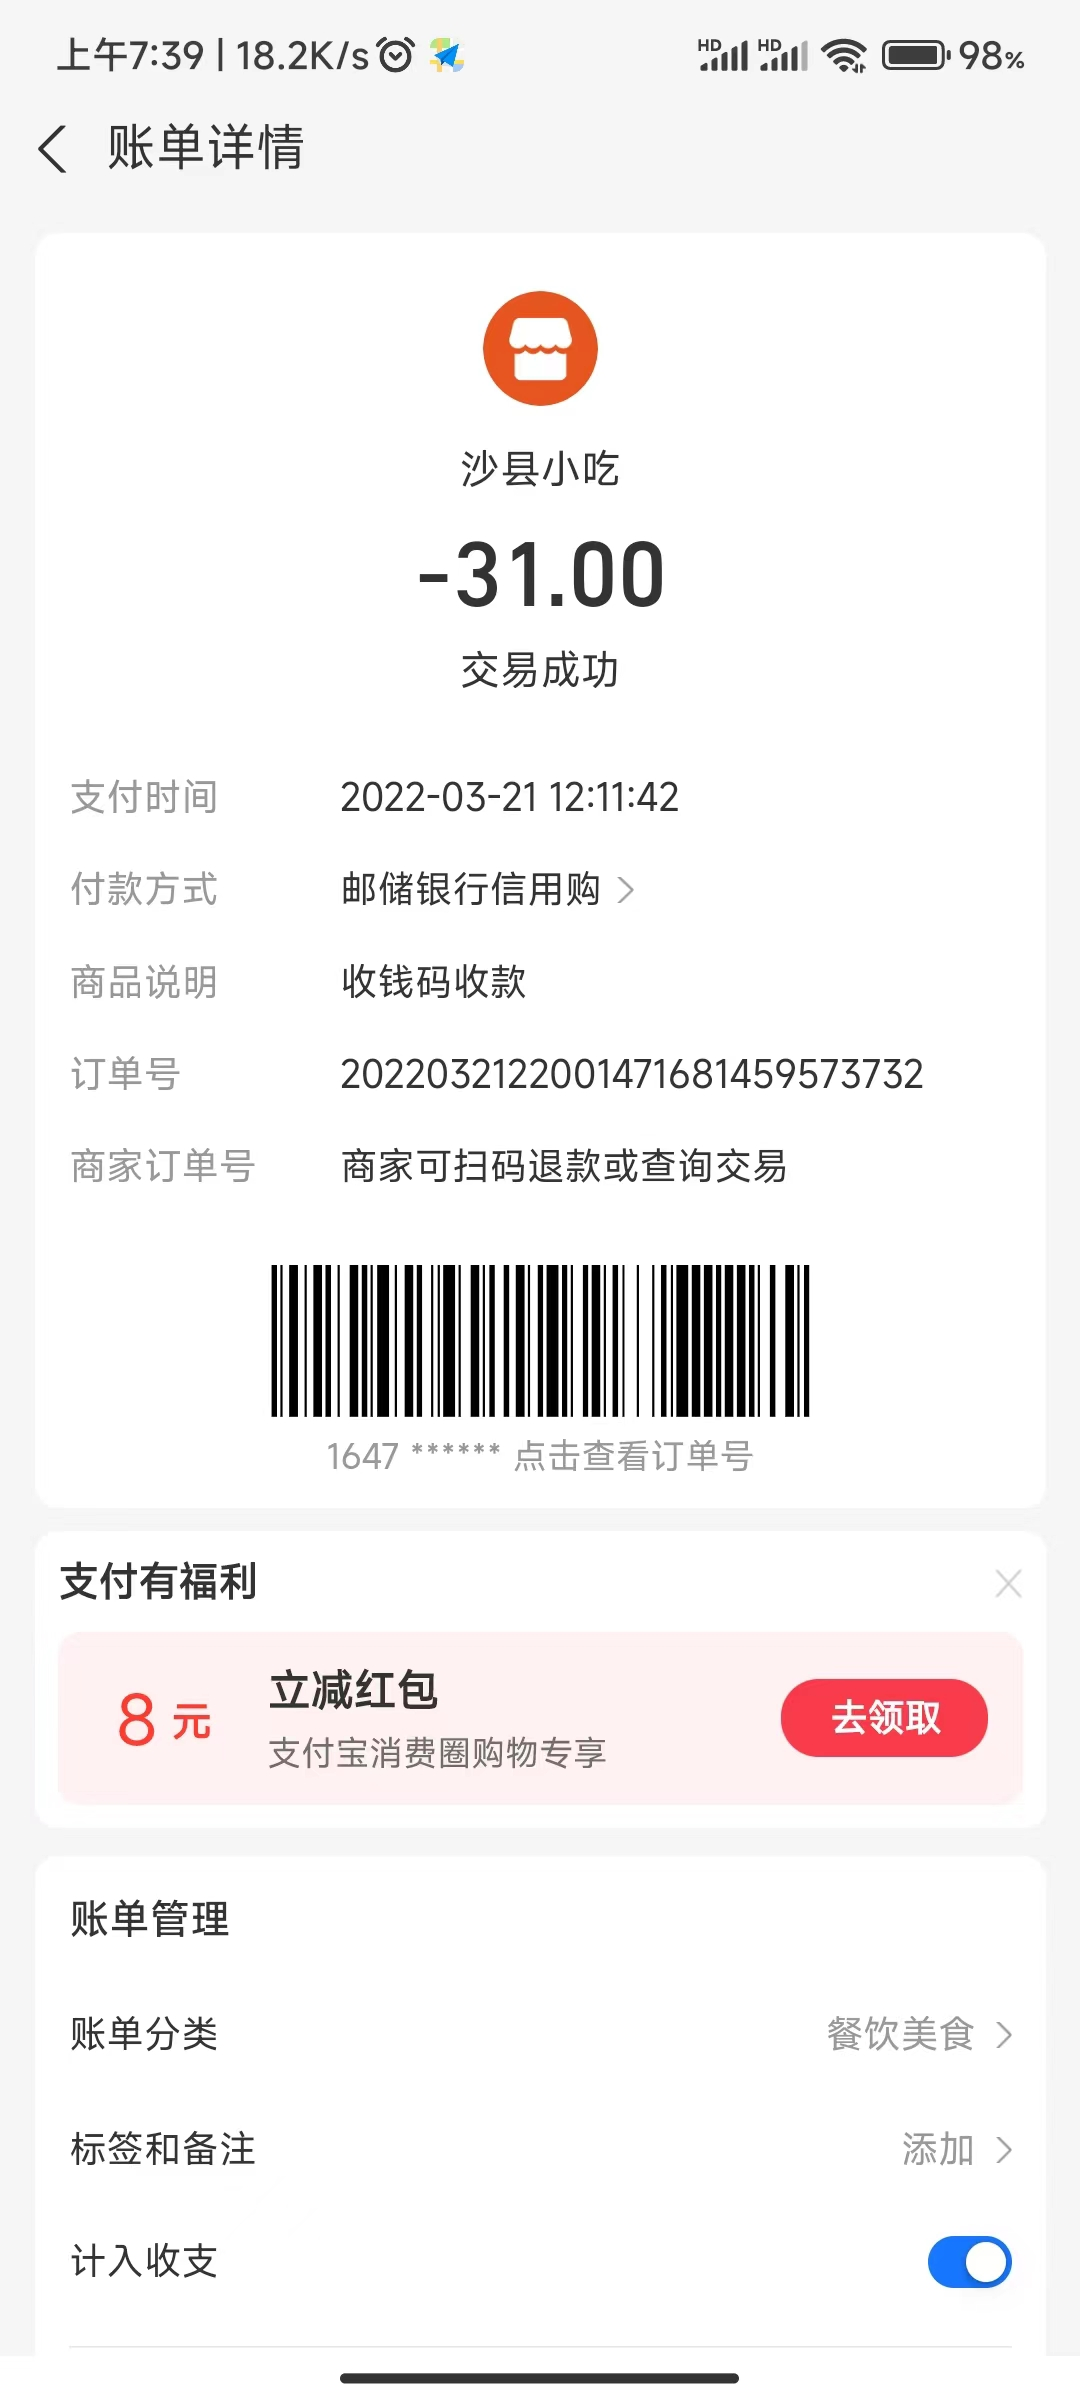 上午7:39 | 18.2K/s
HD HD 98%
账单详情
沙县小吃
-31.00
交易成功
支付时间 2022-03-21 12:11:42
付款方式 邮储银行信用购
商品说明 收钱码收款
订单号 20220321220014716814595​73732
商家订单号 商家可扫码退款或查询交易
1647 ****** 点击查看订单号
支付有福利
8 元 立减红包 去领取
支付宝消费圈购物专享
账单管理
账单分类 餐饮美食
标签和备注 添加
计入收支